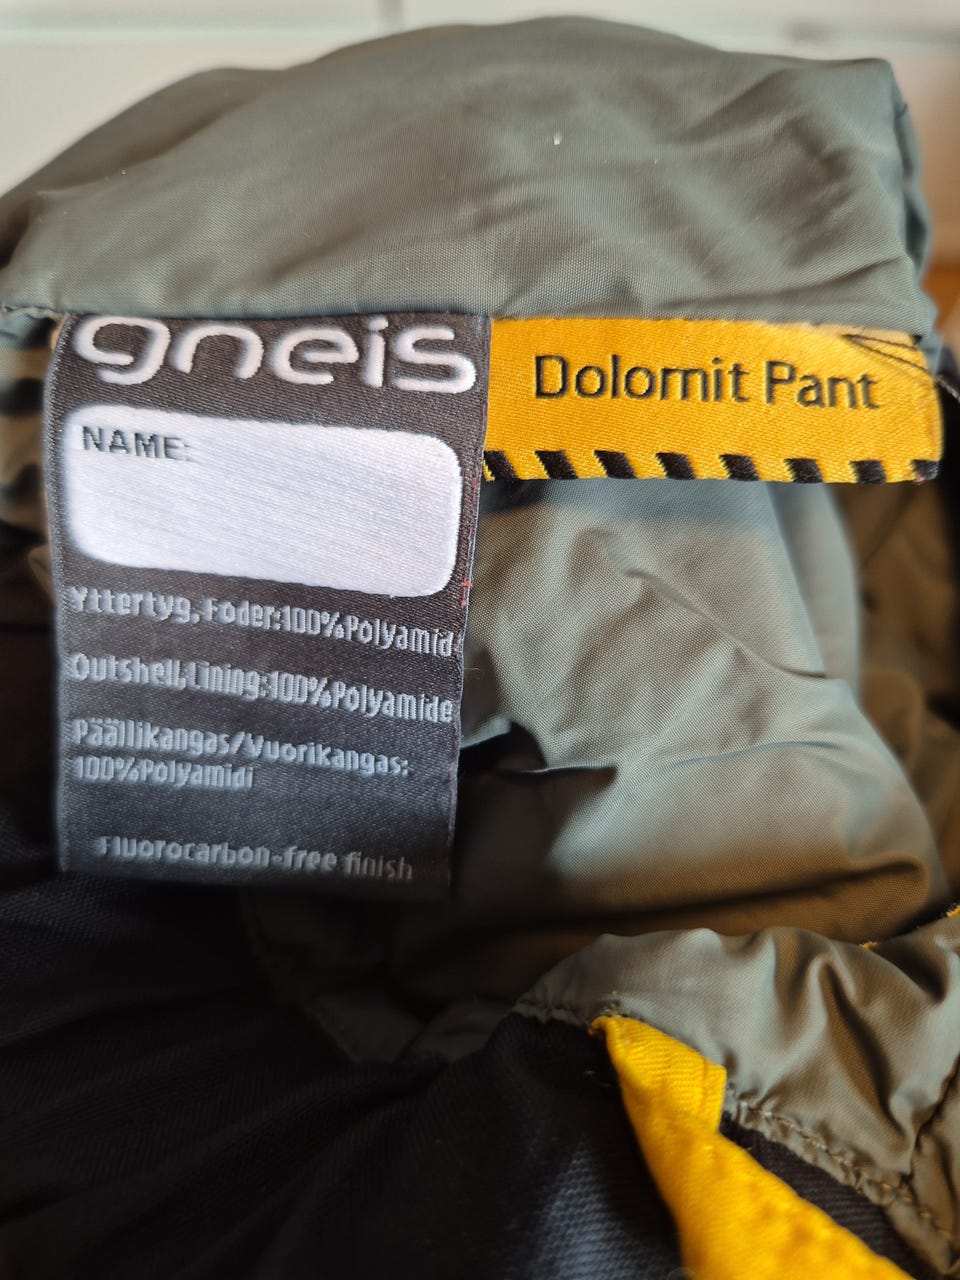 gneis
Dolomit Pant
NAME:
Yttertyg, Foder:100%Polyamid
Outshell,Lining:100%Polyamide
Päällikangas/Vuorikangas:
100%Polyamidi
Fluorocarbon-free finish